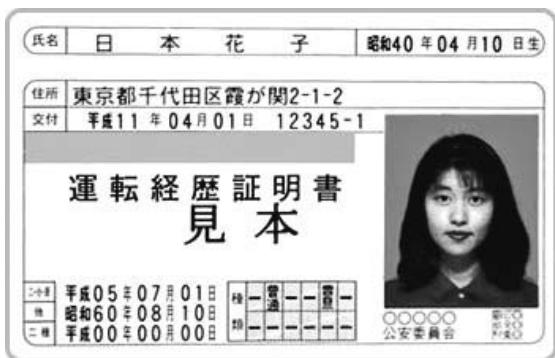 氏名 日本花子 昭和40年04月10日生
住所 東京都千代田区霞が関2-1-2
交付 平成11年04月01日 12345-1
運転経歴証明書
見本
二・小・原 平成05年07月01日
他 昭和60年08月10日
二種 平成00年00月00日
種類 － 普通 － － 普自二 －
－ － － － － －
○○○○○
公安委員会